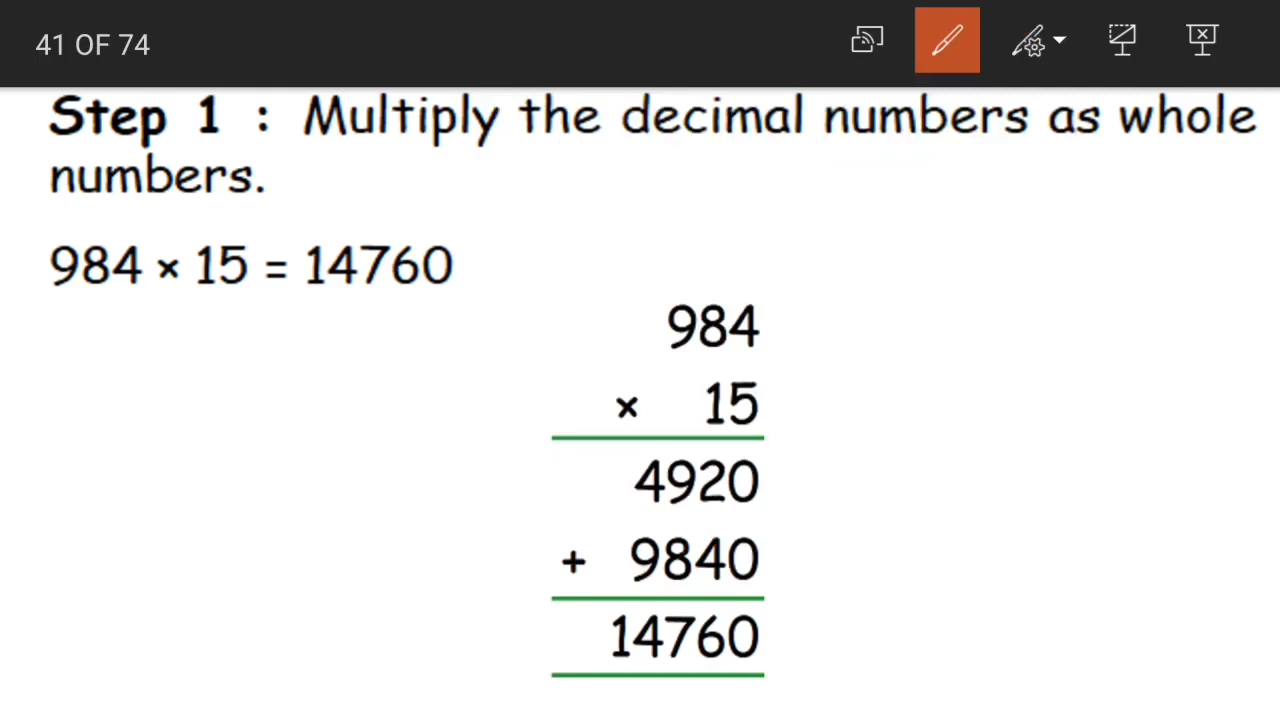 41 OF 74
Step 1 : Multiply the decimal numbers as whole
numbers.
984 × 15 = 14760
984
× 15
4920
+ 9840
14760